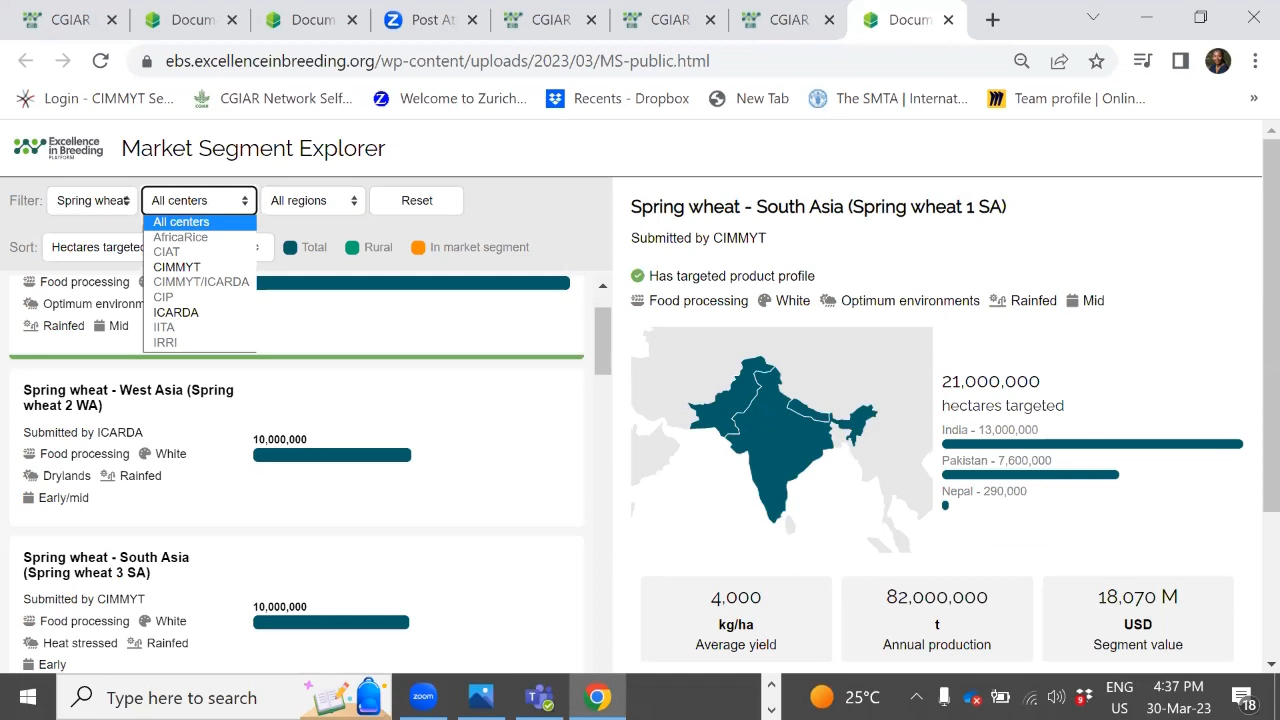 CGIAR
Docum
Docum
Post At
CGIAR
CGIAR
CGIAR
Docum
ebs.excellenceinbreeding.org/wp-content/uploads/2023/03/MS-public.html
Login - CIMMYT Se...
CGIAR Network Self...
Welcome to Zurich...
Recents - Dropbox
New Tab
The SMTA | Internat...
Team profile | Onlin...
»
Excellence
in Breeding
PLATFORM
Market Segment Explorer
Filter:
Spring wheat
All centers
All regions
Reset
All centers
AfricaRice
CIAT
CIMMYT
CIMMYT/ICARDA
CIP
ICARDA
IITA
IRRI
Sort:
Hectares targeted
Total
Rural
In market segment
Food processing
Optimum environm
Rainfed
Mid
Spring wheat - West Asia (Spring
wheat 2 WA)
Submitted by ICARDA
10,000,000
Food processing
White
Drylands
Rainfed
Early/mid
Spring wheat - South Asia
(Spring wheat 3 SA)
Submitted by CIMMYT
10,000,000
Food processing
White
Heat stressed
Rainfed
Early
Spring wheat - South Asia (Spring wheat 1 SA)
Submitted by CIMMYT
Has targeted product profile
Food processing
White
Optimum environments
Rainfed
Mid
21,000,000
hectares targeted
India - 13,000,000
Pakistan - 7,600,000
Nepal - 290,000
4,000
kg/ha
Average yield
82,000,000
t
Annual production
18,070 M
USD
Segment value
Type here to search
zoom
25°C
9
ENG
US
4:37 PM
30-Mar-23
18